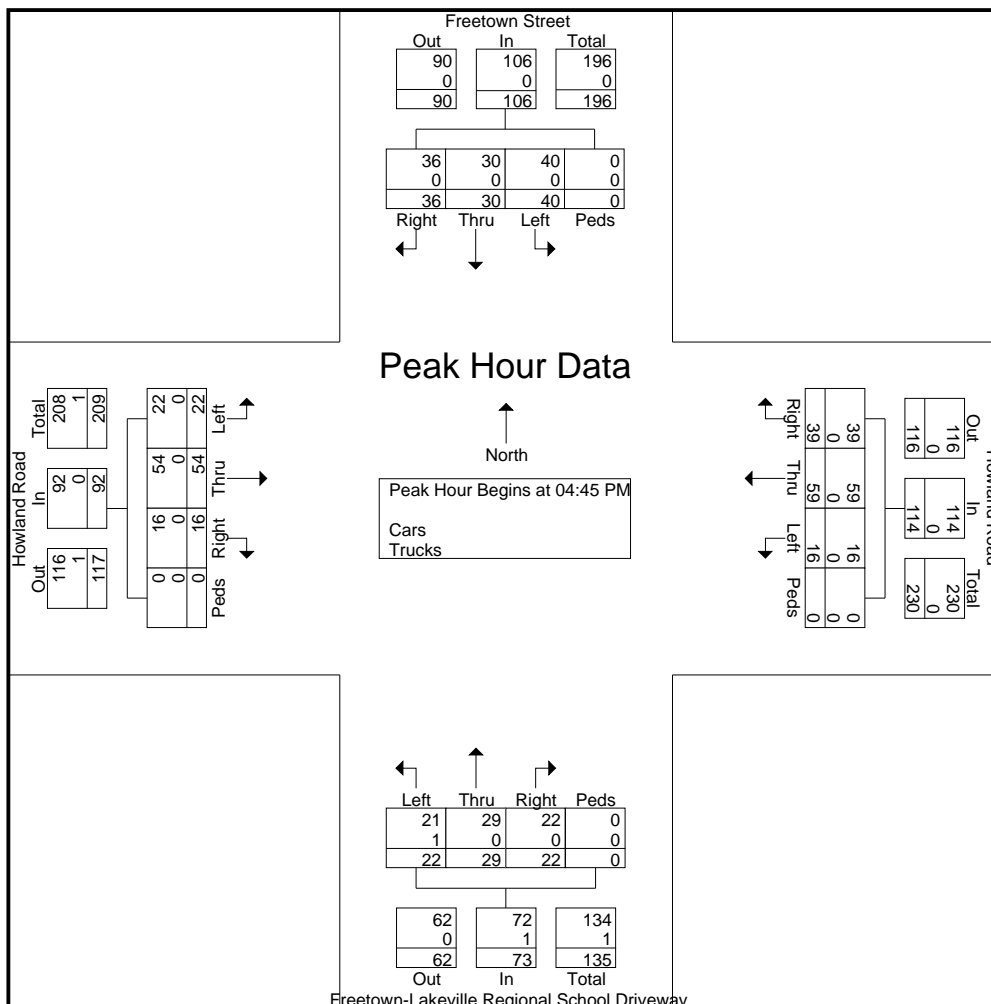 Freetown Street
Out In Total
90 106 196
0 0 0
90 106 196
36 30 40 0
0 0 0 0
36 30 40 0
Right Thru Left Peds
Peak Hour Data
North
Peak Hour Begins at 04:45 PM
Cars
Trucks
Howland Road
Total In Out
208 92 116
1 0 1
209 92 117
22 54 16 0
0 0 0 0
22 54 16 0
Left Thru Right Peds
Howland Road
Out In Total
116 114 230
0 0 0
116 114 230
39 59 16 0
0 0 0 0
39 59 16 0
Right Thru Left Peds
Left Thru Right Peds
21 29 22 0
1 0 0 0
22 29 22 0
62 72 134
0 1 1
62 73 135
Out In Total
Freetown-Lakeville Regional School Driveway